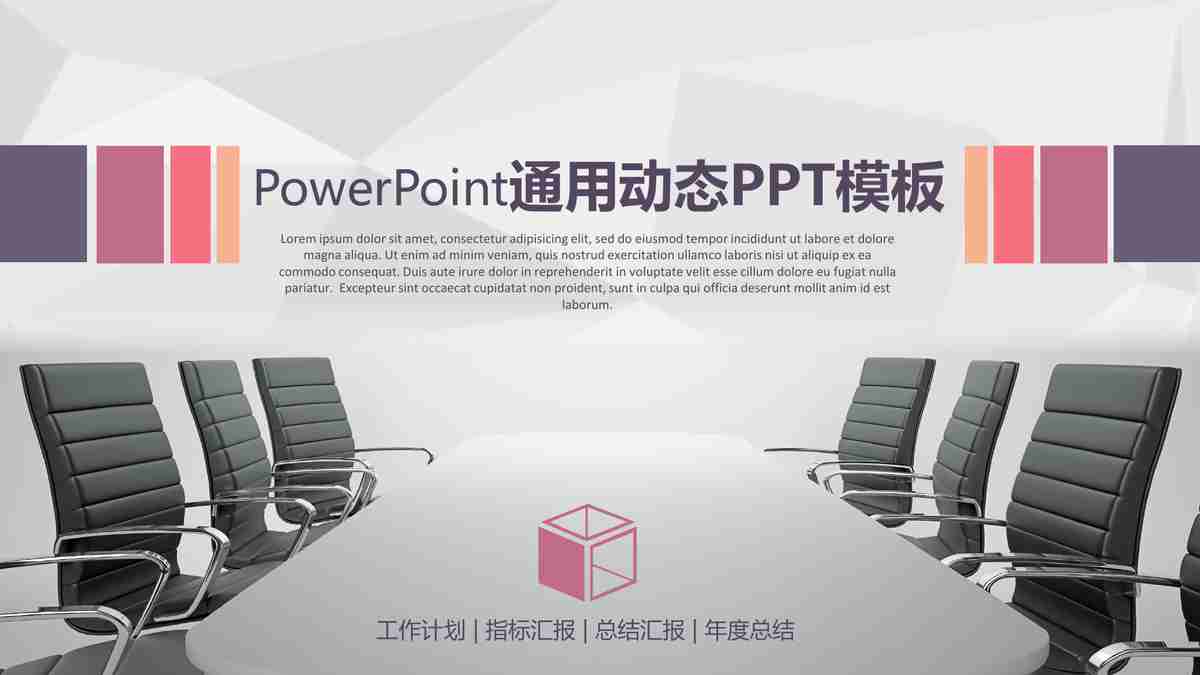 PowerPoint通用动态PPT模板
Lorem ipsum dolor sit amet, consectetur adipisicing elit, sed do eiusmod tempor incididunt ut labore et dolore
magna aliqua. Ut enim ad minim veniam, quis nostrud exercitation ullamco laboris nisi ut aliquip ex ea
commodo consequat. Duis aute irure dolor in reprehenderit in voluptate velit esse cillum dolore eu fugiat nulla
pariatur.  Excepteur sint occaecat cupidatat non proident, sunt in culpa qui officia deserunt mollit anim id est
laborum.
工作计划 | 指标汇报 | 总结汇报 | 年度总结